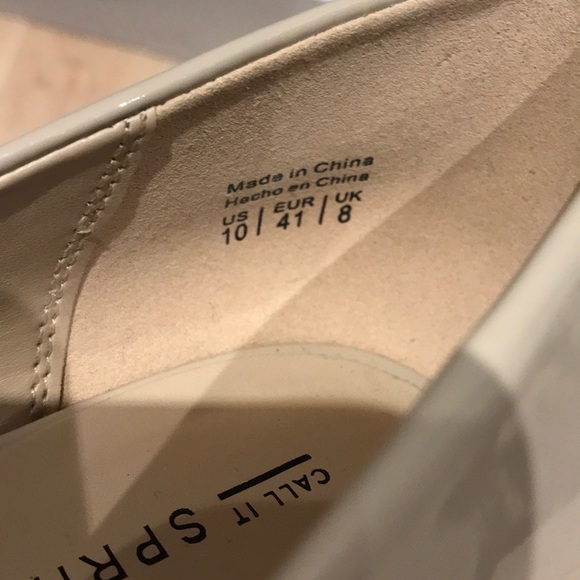 Made in China
Hecho en China
US | EUR | UK
10 | 41 | 8
CALL IT